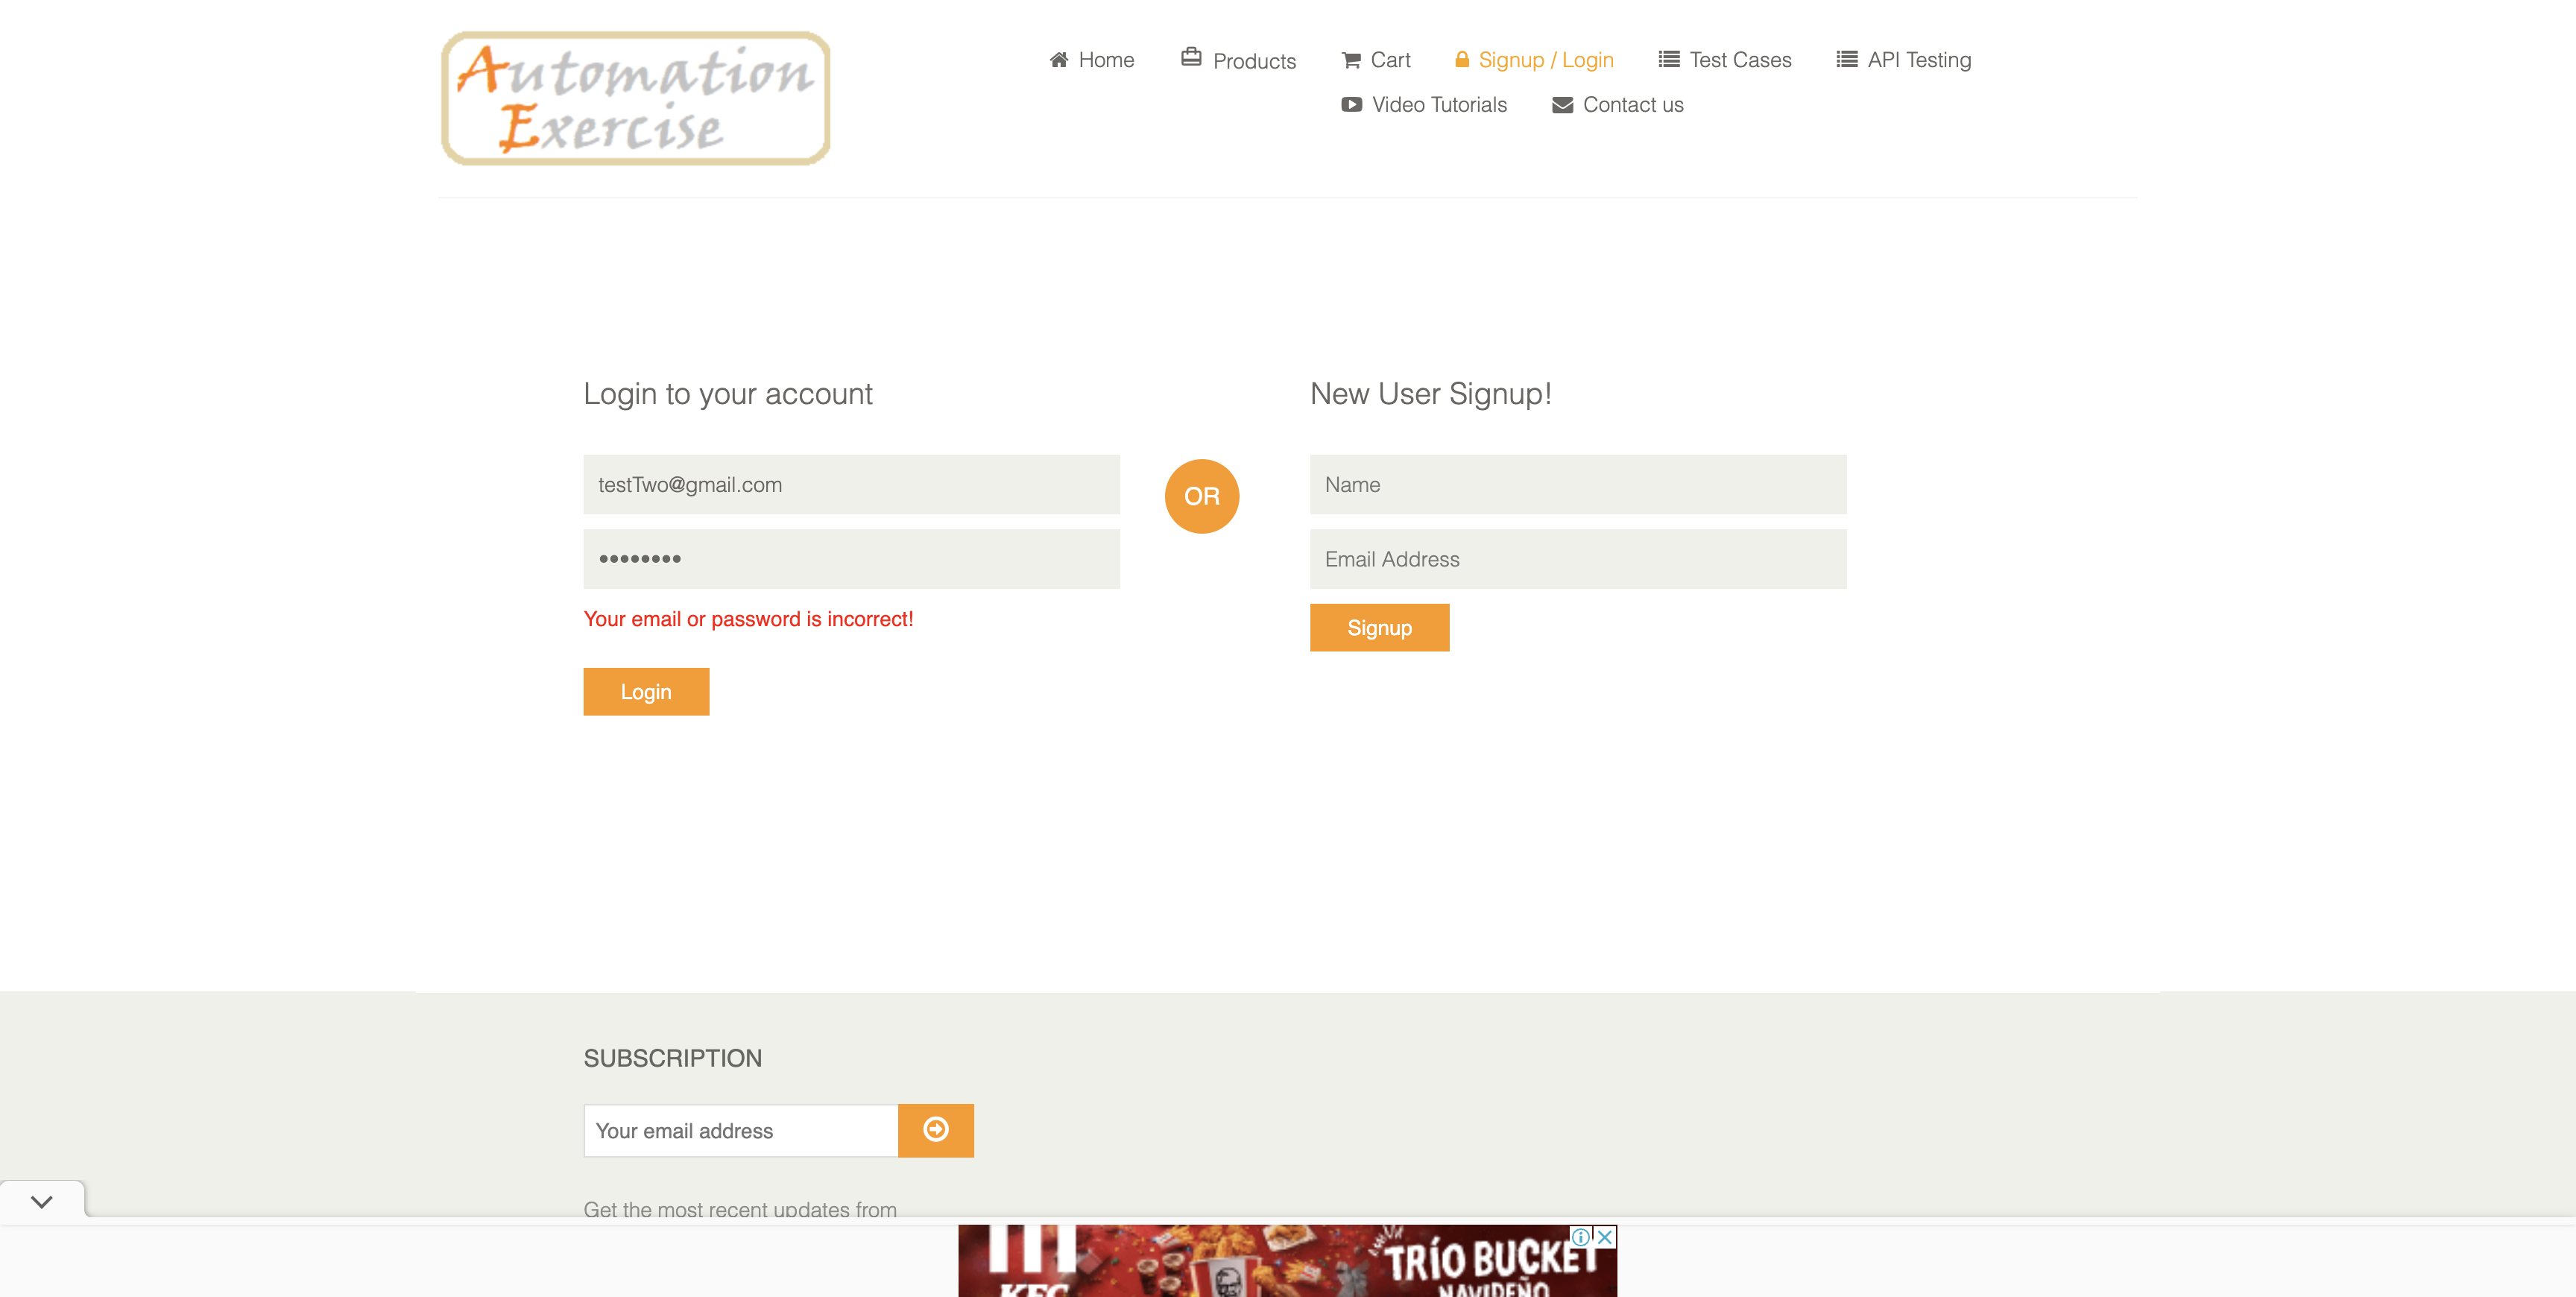 Automation
Exercise
Home
Products
Cart
Signup / Login
Test Cases
API Testing
Video Tutorials
Contact us
Login to your account
testTwo@gmail.com
••••••••
Your email or password is incorrect!
Login
OR
New User Signup!
Name
Email Address
Signup
SUBSCRIPTION
Your email address
Get the most recent updates from
KFC
TRÍO BUCKET
NAVIDEÑO